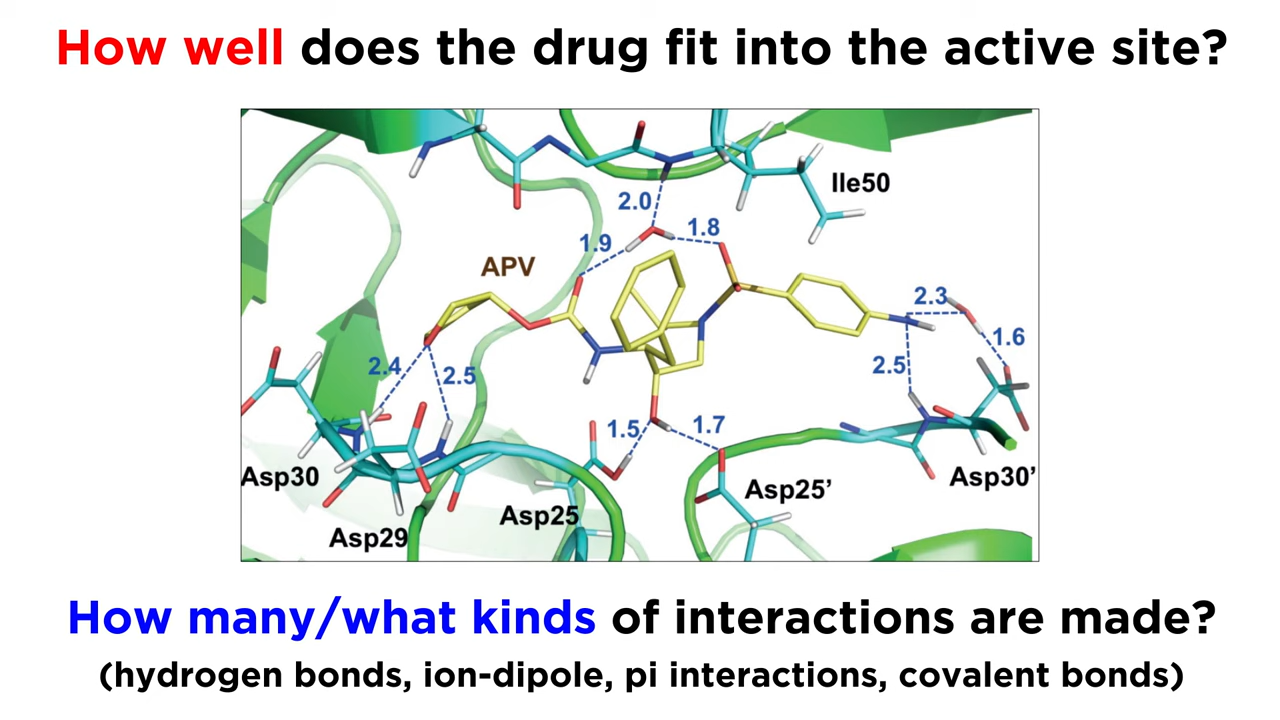 How well does the drug fit into the active site?
Ile50
2.0
1.9
1.8
APV
2.3
1.6
2.4
2.5
2.5
1.5
1.7
Asp30
Asp25'
Asp30'
Asp25
Asp29
How many/what kinds of interactions are made?
(hydrogen bonds, ion-dipole, pi interactions, covalent bonds)